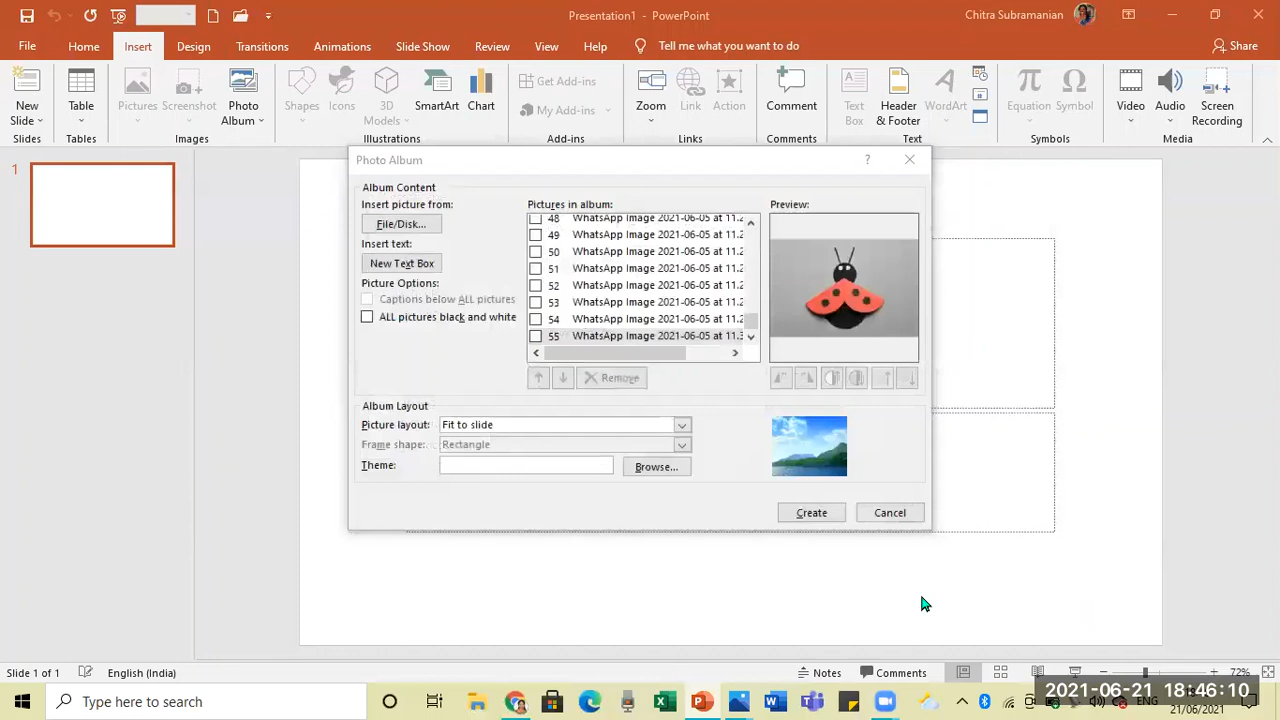 Presentation1 - PowerPoint
Chitra Subramanian
File
Home
Insert
Design
Transitions
Animations
Slide Show
Review
View
Help
Tell me what you want to do
Share
New
Slide
Table
Pictures
Screenshot
Photo
Album
Shapes
Icons
3D
Models
SmartArt
Chart
Get Add-ins
My Add-ins
Zoom
Link
Action
Comment
Text
Box
Header
& Footer
WordArt
Equation
Symbol
Video
Audio
Screen
Recording
Slides
Tables
Images
Illustrations
Add-ins
Links
Comments
Text
Symbols
Media
1
Photo Album
?
Album Content
Insert picture from:
File/Disk...
Insert text:
New Text Box
Picture Options:
Captions below ALL pictures
ALL pictures black and white
Pictures in album:
48 WhatsApp Image 2021-06-05 at 11.2
49 WhatsApp Image 2021-06-05 at 11.2
50 WhatsApp Image 2021-06-05 at 11.2
51 WhatsApp Image 2021-06-05 at 11.2
52 WhatsApp Image 2021-06-05 at 11.2
53 WhatsApp Image 2021-06-05 at 11.2
54 WhatsApp Image 2021-06-05 at 11.2
55 WhatsApp Image 2021-06-05 at 11.3
Remove
Preview:
Album Layout
Picture layout:
Fit to slide
Frame shape:
Rectangle
Theme:
Browse...
Create
Cancel
Slide 1 of 1
English (India)
Notes
Comments
72%
Type here to search
ENG
2021-06-21 18:46:10
21/06/2021